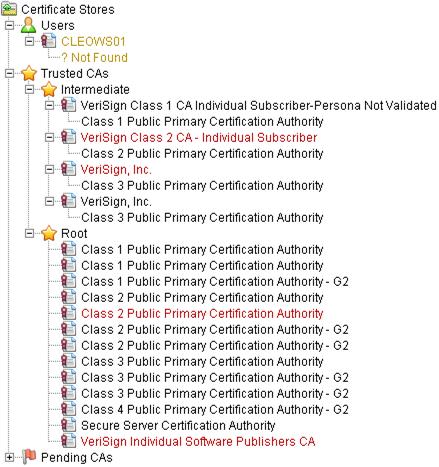 Certificate Stores
Users
CLEOWS01
? Not Found
Trusted CAs
Intermediate
VeriSign Class 1 CA Individual Subscriber-Persona Not Validated
Class 1 Public Primary Certification Authority
VeriSign Class 2 CA - Individual Subscriber
Class 2 Public Primary Certification Authority
VeriSign, Inc.
Class 3 Public Primary Certification Authority
VeriSign, Inc.
Class 3 Public Primary Certification Authority
Root
Class 1 Public Primary Certification Authority
Class 1 Public Primary Certification Authority
Class 1 Public Primary Certification Authority - G2
Class 2 Public Primary Certification Authority
Class 2 Public Primary Certification Authority
Class 2 Public Primary Certification Authority - G2
Class 2 Public Primary Certification Authority - G2
Class 3 Public Primary Certification Authority
Class 3 Public Primary Certification Authority - G2
Class 3 Public Primary Certification Authority - G2
Class 4 Public Primary Certification Authority - G2
Secure Server Certification Authority
VeriSign Individual Software Publishers CA
Pending CAs